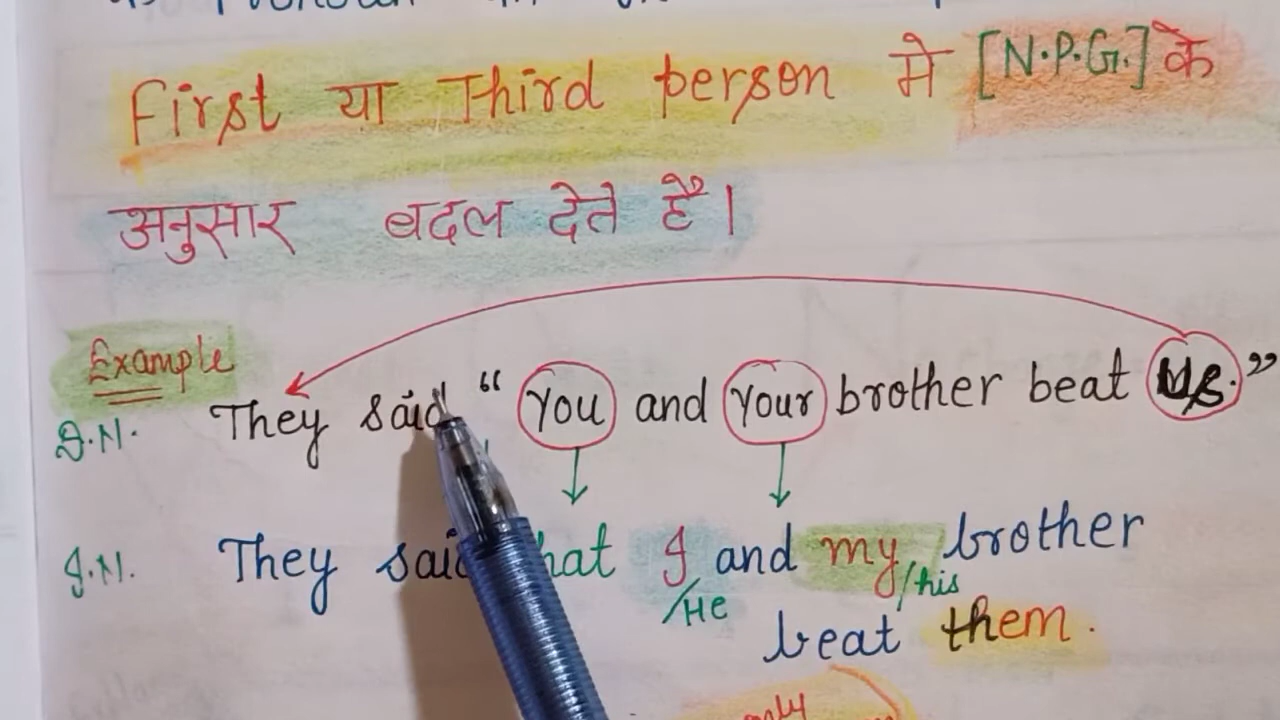 First या Third person मे [N.P.G.] के
अनुसार बदल देते है।
Example
D.N. They said “ You and Your brother beat us.”
I.N. They said that I and my brother
/He /his
beat them.
only